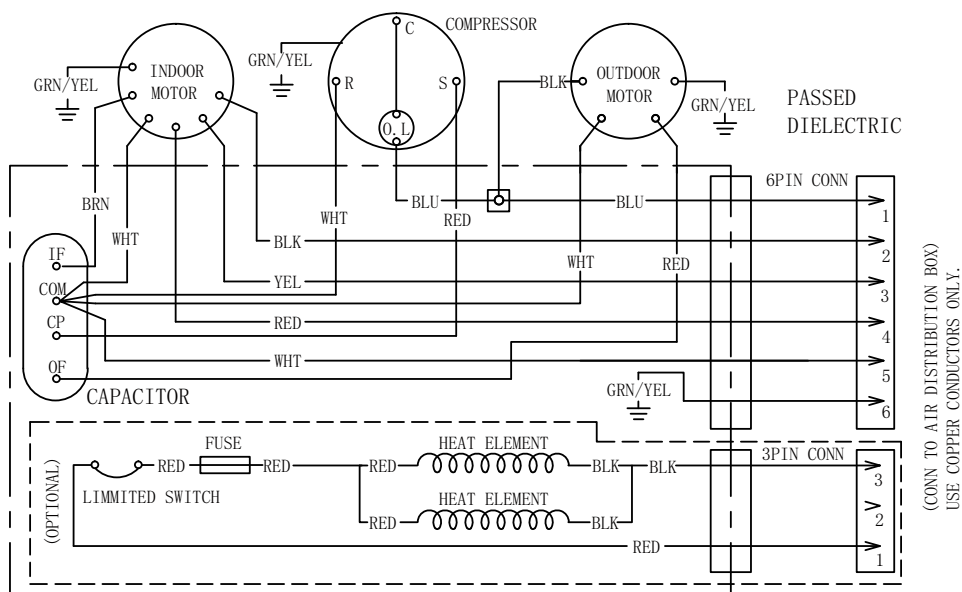 COMPRESSOR
C
GRN/YEL
INDOOR
MOTOR
GRN/YEL
R
S
O.L
BLK
OUTDOOR
MOTOR
GRN/YEL
PASSED
DIELECTRIC
6PIN CONN
BRN
WHT
WHT
BLU
RED
BLU
1
BLK
2
IF
WHT
RED
COM
YEL
3
CP
RED
4
OF
WHT
5
CAPACITOR
GRN/YEL
6
(CONN TO AIR DISTRIBUTION BOX)
USE COPPER CONDUCTORS ONLY.
(OPTIONAL)
FUSE
HEAT ELEMENT
3PIN CONN
RED
RED
RED
BLK
BLK
3
LIMMITED SWITCH
HEAT ELEMENT
RED
BLK
2
RED
1